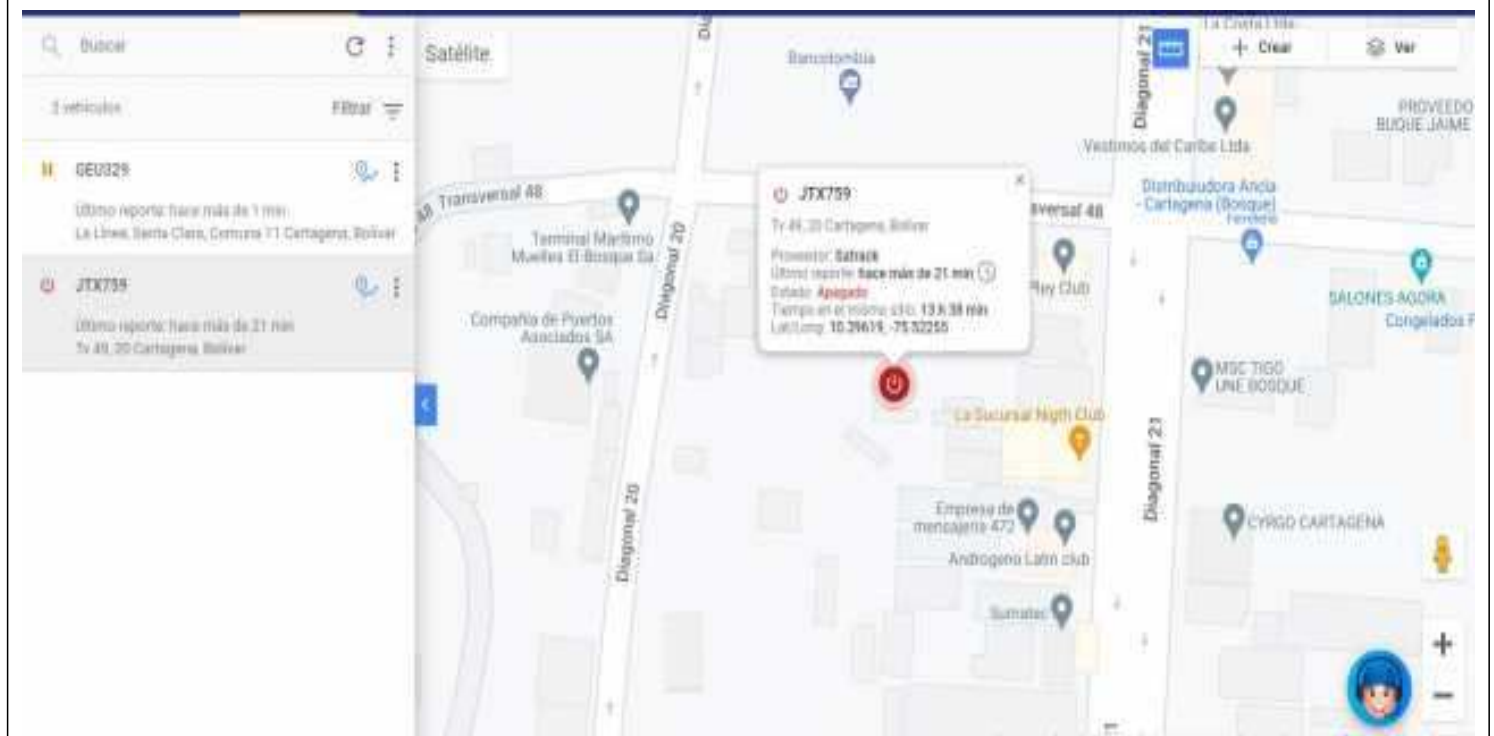 Buscar
2 vehículos
Filtrar
GEU329
Último reporte: hace más de 1 min
La Línea, Santa Clara, Comuna 11 Cartagena, Bolívar
JTX759
Último reporte: hace más de 21 min
Tv 49, 20 Cartagena, Bolívar
Satélite
Crear
Ver
La Costa Ltda
Bancolombia
Diagonal 21
PROVEEDO
BUQUE JAIME
Vestimos del Caribe Ltda
Transversal 48
Distribuidora Ancla
- Cartagena (Bosque)
Ferretería
JTX759
Tv 49, 20 Cartagena, Bolívar
Proveedor: Satrack
Último reporte: hace más de 21 min
Estado: Apagado
Tiempo en el mismo sitio: 13 h 38 min
Lat/Long: 10.39619, -75.52255
sversal 48
Terminal Marítimo
Muelles El Bosque Sa
Diagonal 20
Play Club
SALONES AGORA
Congelados F
Compañía de Puertos
Asociados SA
MSC TIGO
UNE BOSQUE
La Sucursal Nigth Club
Diagonal 21
Diagonal 20
Empresa de
mensajería 472
CYRGO CARTAGENA
Androgeno Latin club
Sumatec